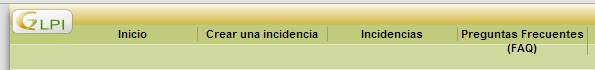 GLPI
Inicio
Crear una incidencia
Incidencias
Preguntas Frecuentes
(FAQ)